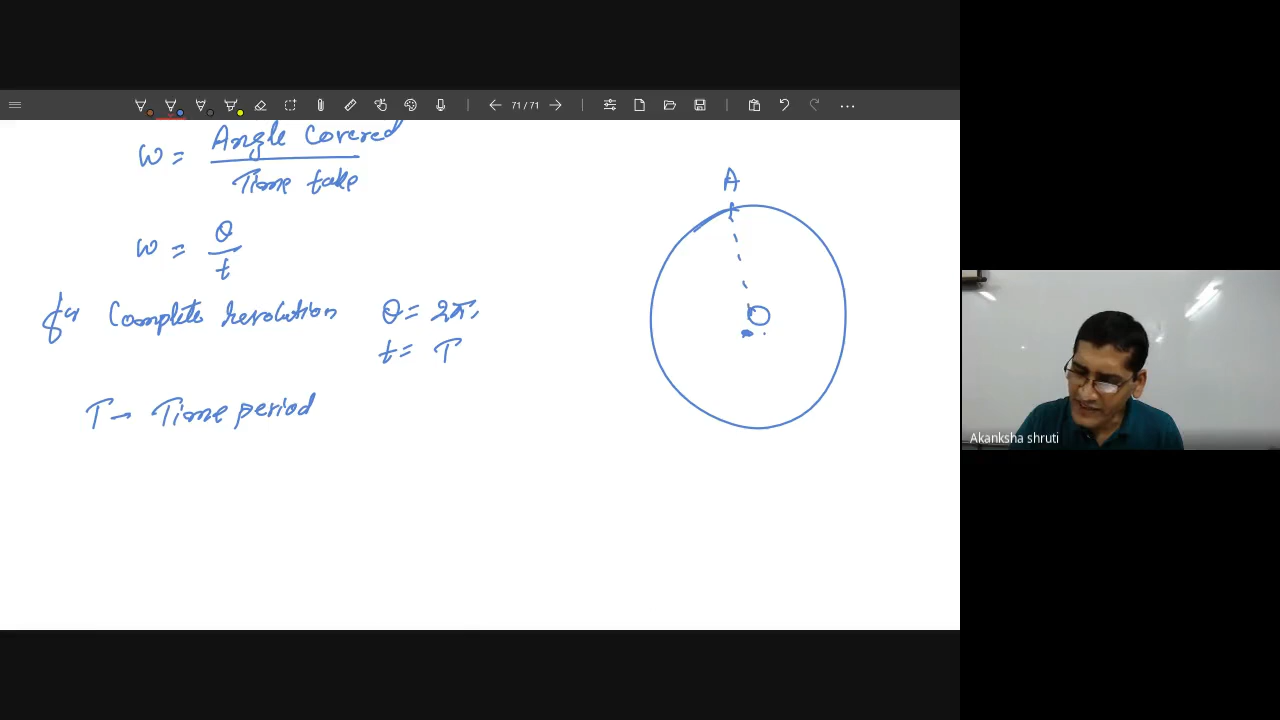 71 / 71
ω = Angle Covered / Time take
A
ω = θ / t
for Complete revolution θ = 2π,
t = T
O
T → Time period
Akanksha shruti